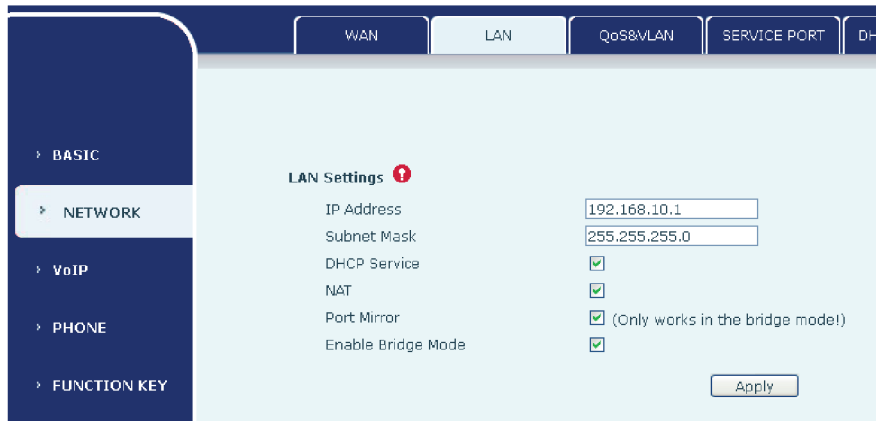 WAN LAN QoS&VLAN SERVICE PORT DH
BASIC
NETWORK
VoIP
PHONE
FUNCTION KEY
LAN Settings
IP Address 192.168.10.1
Subnet Mask 255.255.255.0
DHCP Service
NAT
Port Mirror (Only works in the bridge mode!)
Enable Bridge Mode
Apply